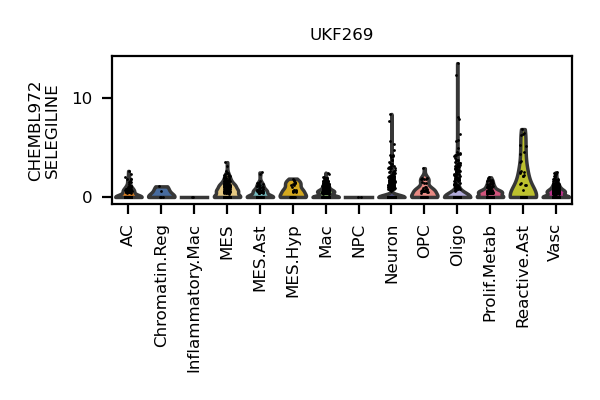 UKF269
CHEMBL972
SELEGILINE
10
0
AC
Chromatin.Reg
Inflammatory.Mac
MES
MES.Ast
MES.Hyp
Mac
NPC
Neuron
OPC
Oligo
Prolif.Metab
Reactive.Ast
Vasc